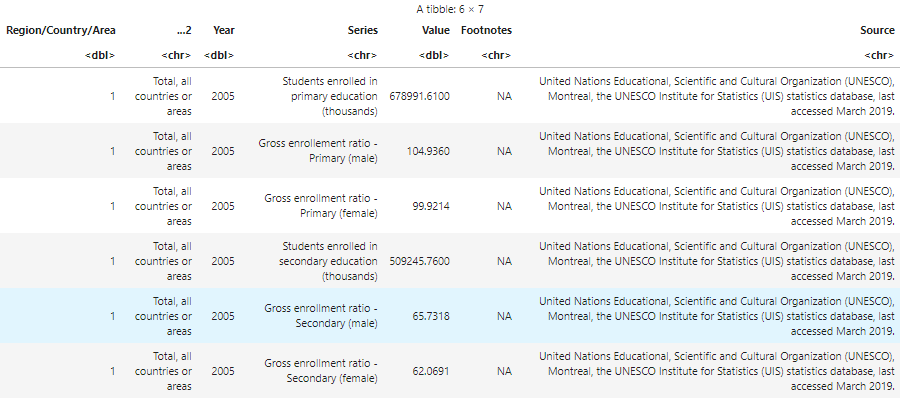 A tibble: 6 × 7
Region/Country/Area ...2 Year Series Value Footnotes Source
<dbl> <chr> <dbl> <chr> <dbl> <chr> <chr>
Total, all Students enrolled in United Nations Educational, Scientific and Cultural Organization (UNESCO),
1 countries or 2005 primary education 678991.6100 NA Montreal, the UNESCO Institute for Statistics (UIS) statistics database, last
areas (thousands) accessed March 2019.
Total, all United Nations Educational, Scientific and Cultural Organization (UNESCO),
Gross enrollement ratio -
1 countries or 2005 104.9360 NA Montreal, the UNESCO Institute for Statistics (UIS) statistics database, last
Primary (male)
areas accessed March 2019.
Total, all United Nations Educational, Scientific and Cultural Organization (UNESCO),
Gross enrollment ratio -
1 countries or 2005 99.9214 NA Montreal, the UNESCO Institute for Statistics (UIS) statistics database, last
Primary (female)
areas accessed March 2019.
Total, all Students enrolled in United Nations Educational, Scientific and Cultural Organization (UNESCO),
1 countries or 2005 secondary education 509245.7600 NA Montreal, the UNESCO Institute for Statistics (UIS) statistics database, last
areas (thousands) accessed March 2019.
Total, all United Nations Educational, Scientific and Cultural Organization (UNESCO),
Gross enrollment ratio -
1 countries or 2005 65.7318 NA Montreal, the UNESCO Institute for Statistics (UIS) statistics database, last
Secondary (male)
areas accessed March 2019.
Total, all United Nations Educational, Scientific and Cultural Organization (UNESCO),
Gross enrollment ratio -
1 countries or 2005 62.0691 NA Montreal, the UNESCO Institute for Statistics (UIS) statistics database, last
Secondary (female)
areas accessed March 2019.